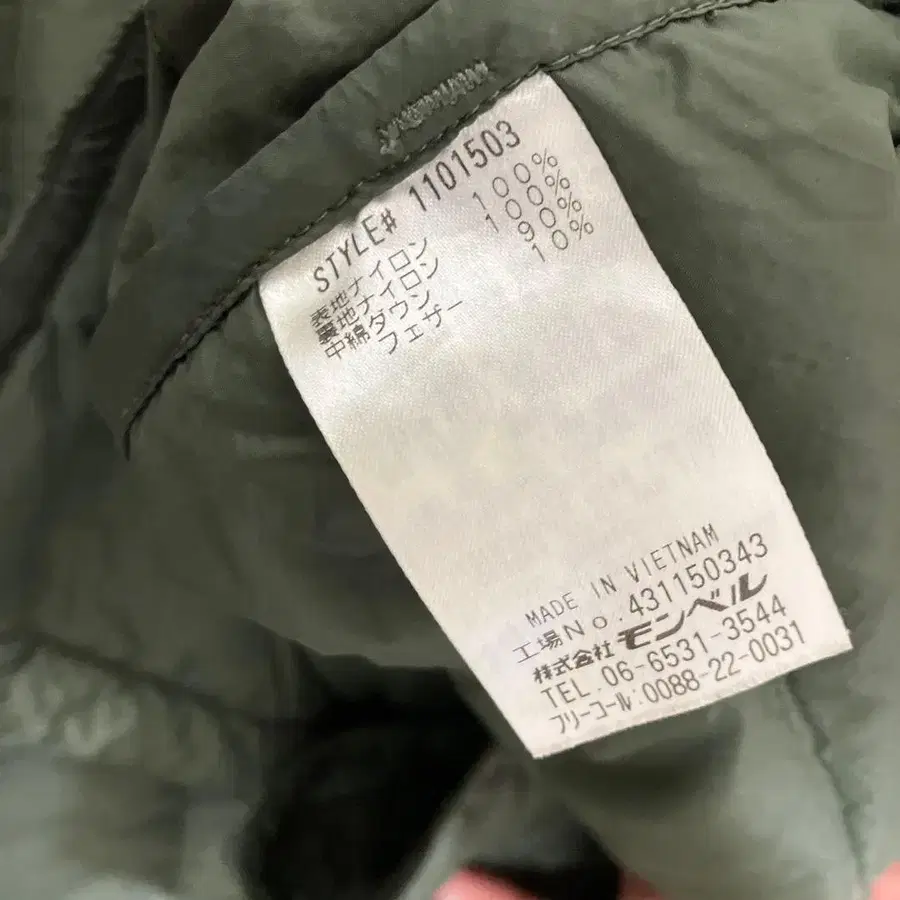 STYLE# 1101503
表地ナイロン 100%
裏地ナイロン 100%
中綿ダウン 90%
フェザー 10%
MADE IN VIETNAM
工場No.431150343
株式会社 モンベル
TEL. 06-6531-3544
フリーコール:0088-22-0031